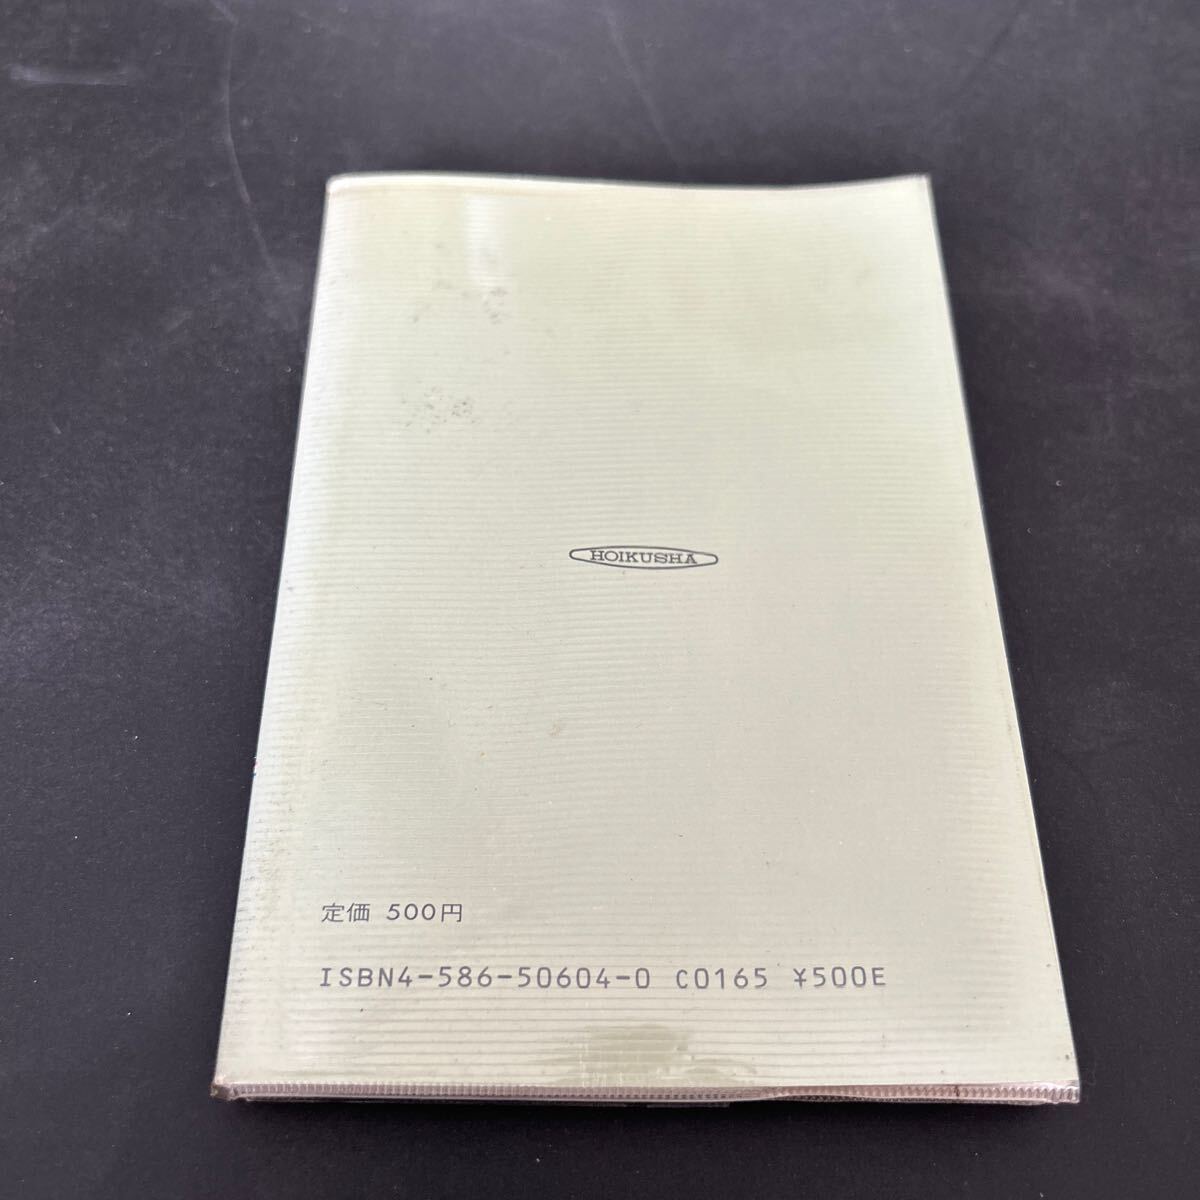 HOIKUSHA
定価 500円
ISBN4-586-50604-0 C0165 ¥500E